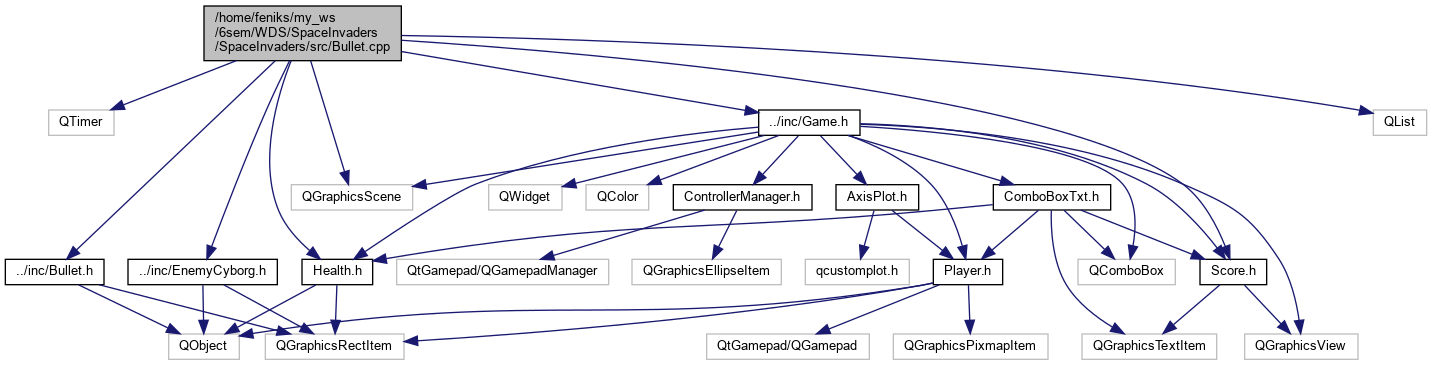 /home/feniks/my_ws
/6sem/WDS/SpaceInvaders
/SpaceInvaders/src/Bullet.cpp
QTimer
../inc/Game.h
QList
QGraphicsScene
QWidget
QColor
ControllerManager.h
AxisPlot.h
ComboBoxTxt.h
../inc/Bullet.h
../inc/EnemyCyborg.h
Health.h
QtGamepad/QGamepadManager
QGraphicsEllipseItem
qcustomplot.h
Player.h
QComboBox
Score.h
QObject
QGraphicsRectItem
QtGamepad/QGamepad
QGraphicsPixmapItem
QGraphicsTextItem
QGraphicsView